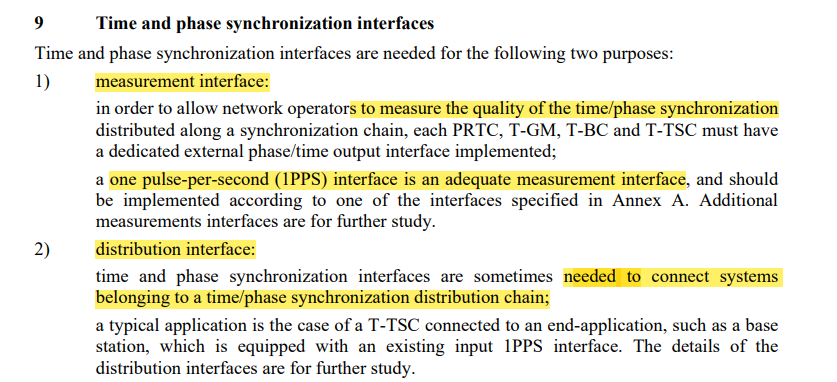 9 Time and phase synchronization interfaces
Time and phase synchronization interfaces are needed for the following two purposes:
1) measurement interface:
in order to allow network operators to measure the quality of the time/phase synchronization
distributed along a synchronization chain, each PRTC, T-GM, T-BC and T-TSC must have
a dedicated external phase/time output interface implemented;
a one pulse-per-second (1PPS) interface is an adequate measurement interface, and should
be implemented according to one of the interfaces specified in Annex A. Additional
measurements interfaces are for further study.
2) distribution interface:
time and phase synchronization interfaces are sometimes needed to connect systems
belonging to a time/phase synchronization distribution chain;
a typical application is the case of a T-TSC connected to an end-application, such as a base
station, which is equipped with an existing input 1PPS interface. The details of the
distribution interfaces are for further study.